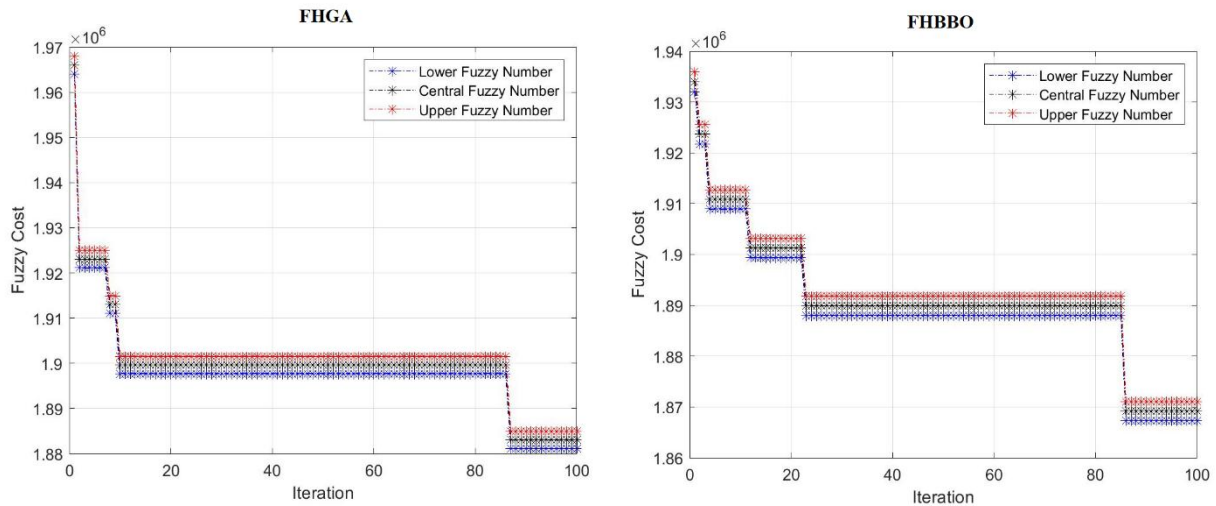 FHGA
×10^6
1.97
1.96
1.95
1.94
1.93
1.92
1.91
1.9
1.89
1.88
Fuzzy Cost
Lower Fuzzy Number
Central Fuzzy Number
Upper Fuzzy Number
0 20 40 60 80 100
Iteration
FHBBO
×10^6
1.94
1.93
1.92
1.91
1.9
1.89
1.88
1.87
1.86
Fuzzy Cost
Lower Fuzzy Number
Central Fuzzy Number
Upper Fuzzy Number
0 20 40 60 80 100
Iteration